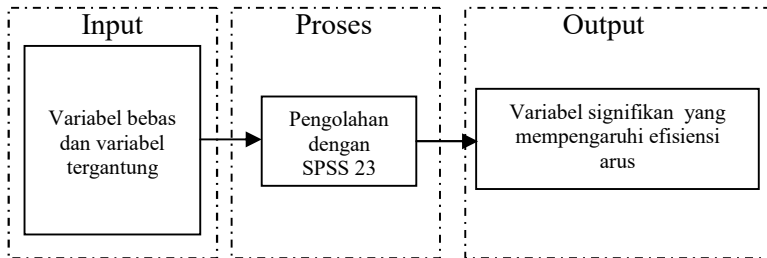 Input
Variabel bebas
dan variabel
tergantung
Proses
Pengolahan
dengan
SPSS 23
Output
Variabel signifikan yang
mempengaruhi efisiensi
arus